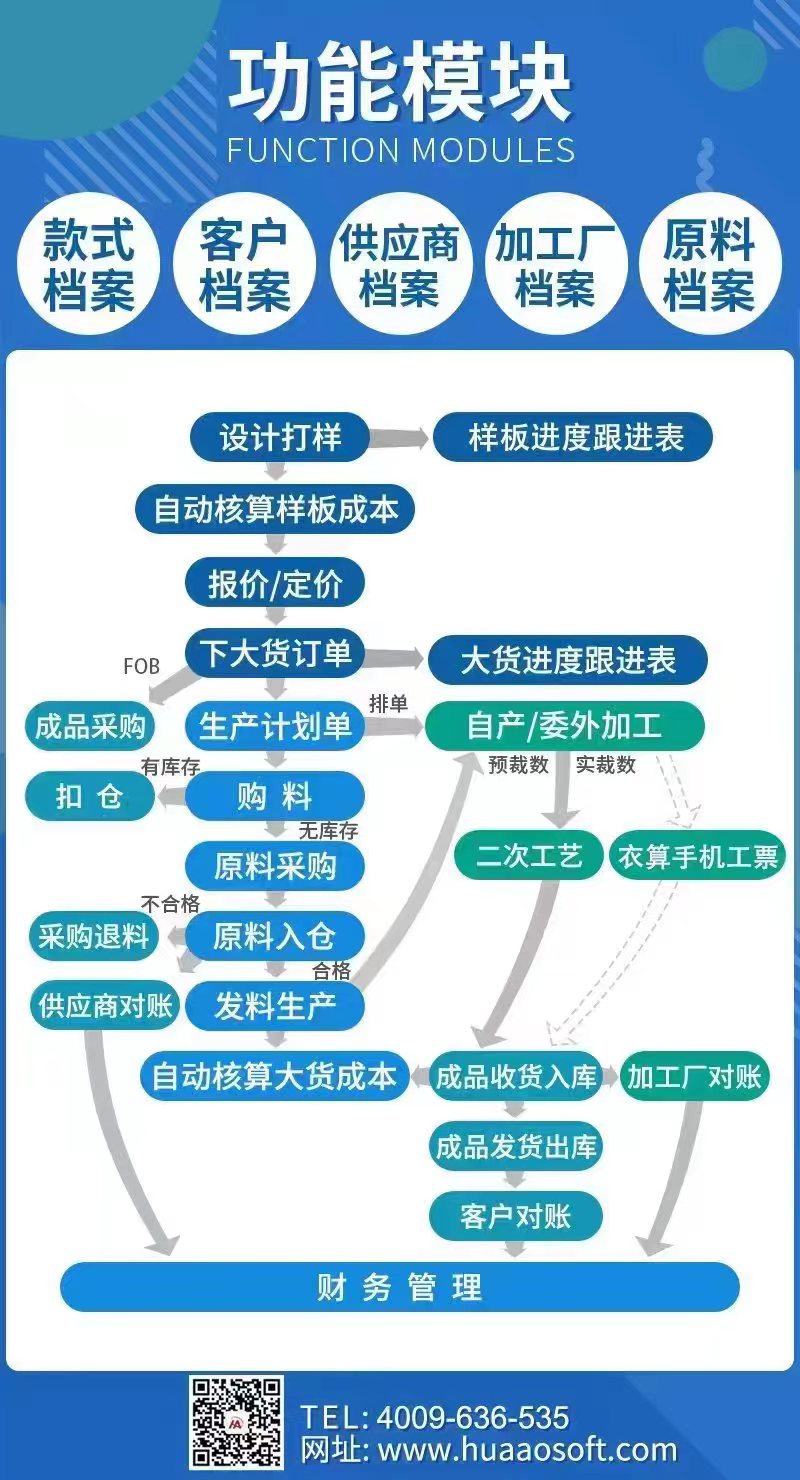 功能模块
FUNCTION MODULES
款式
档案
客户
档案
供应商
档案
加工厂
档案
原料
档案
设计打样
样板进度跟进表
自动核算样板成本
报价/定价
下大货订单
大货进度跟进表
FOB
成品采购
生产计划单
排单
自产/委外加工
有库存
预裁数
实裁数
扣 仓
购 料
无库存
二次工艺
衣算手机工票
原料采购
不合格
采购退料
原料入仓
合格
供应商对账
发料生产
自动核算大货成本
成品收货入库
加工厂对账
成品发货出库
客户对账
财务管理
TEL: 4009-636-535
网址: www.huaaosoft.com